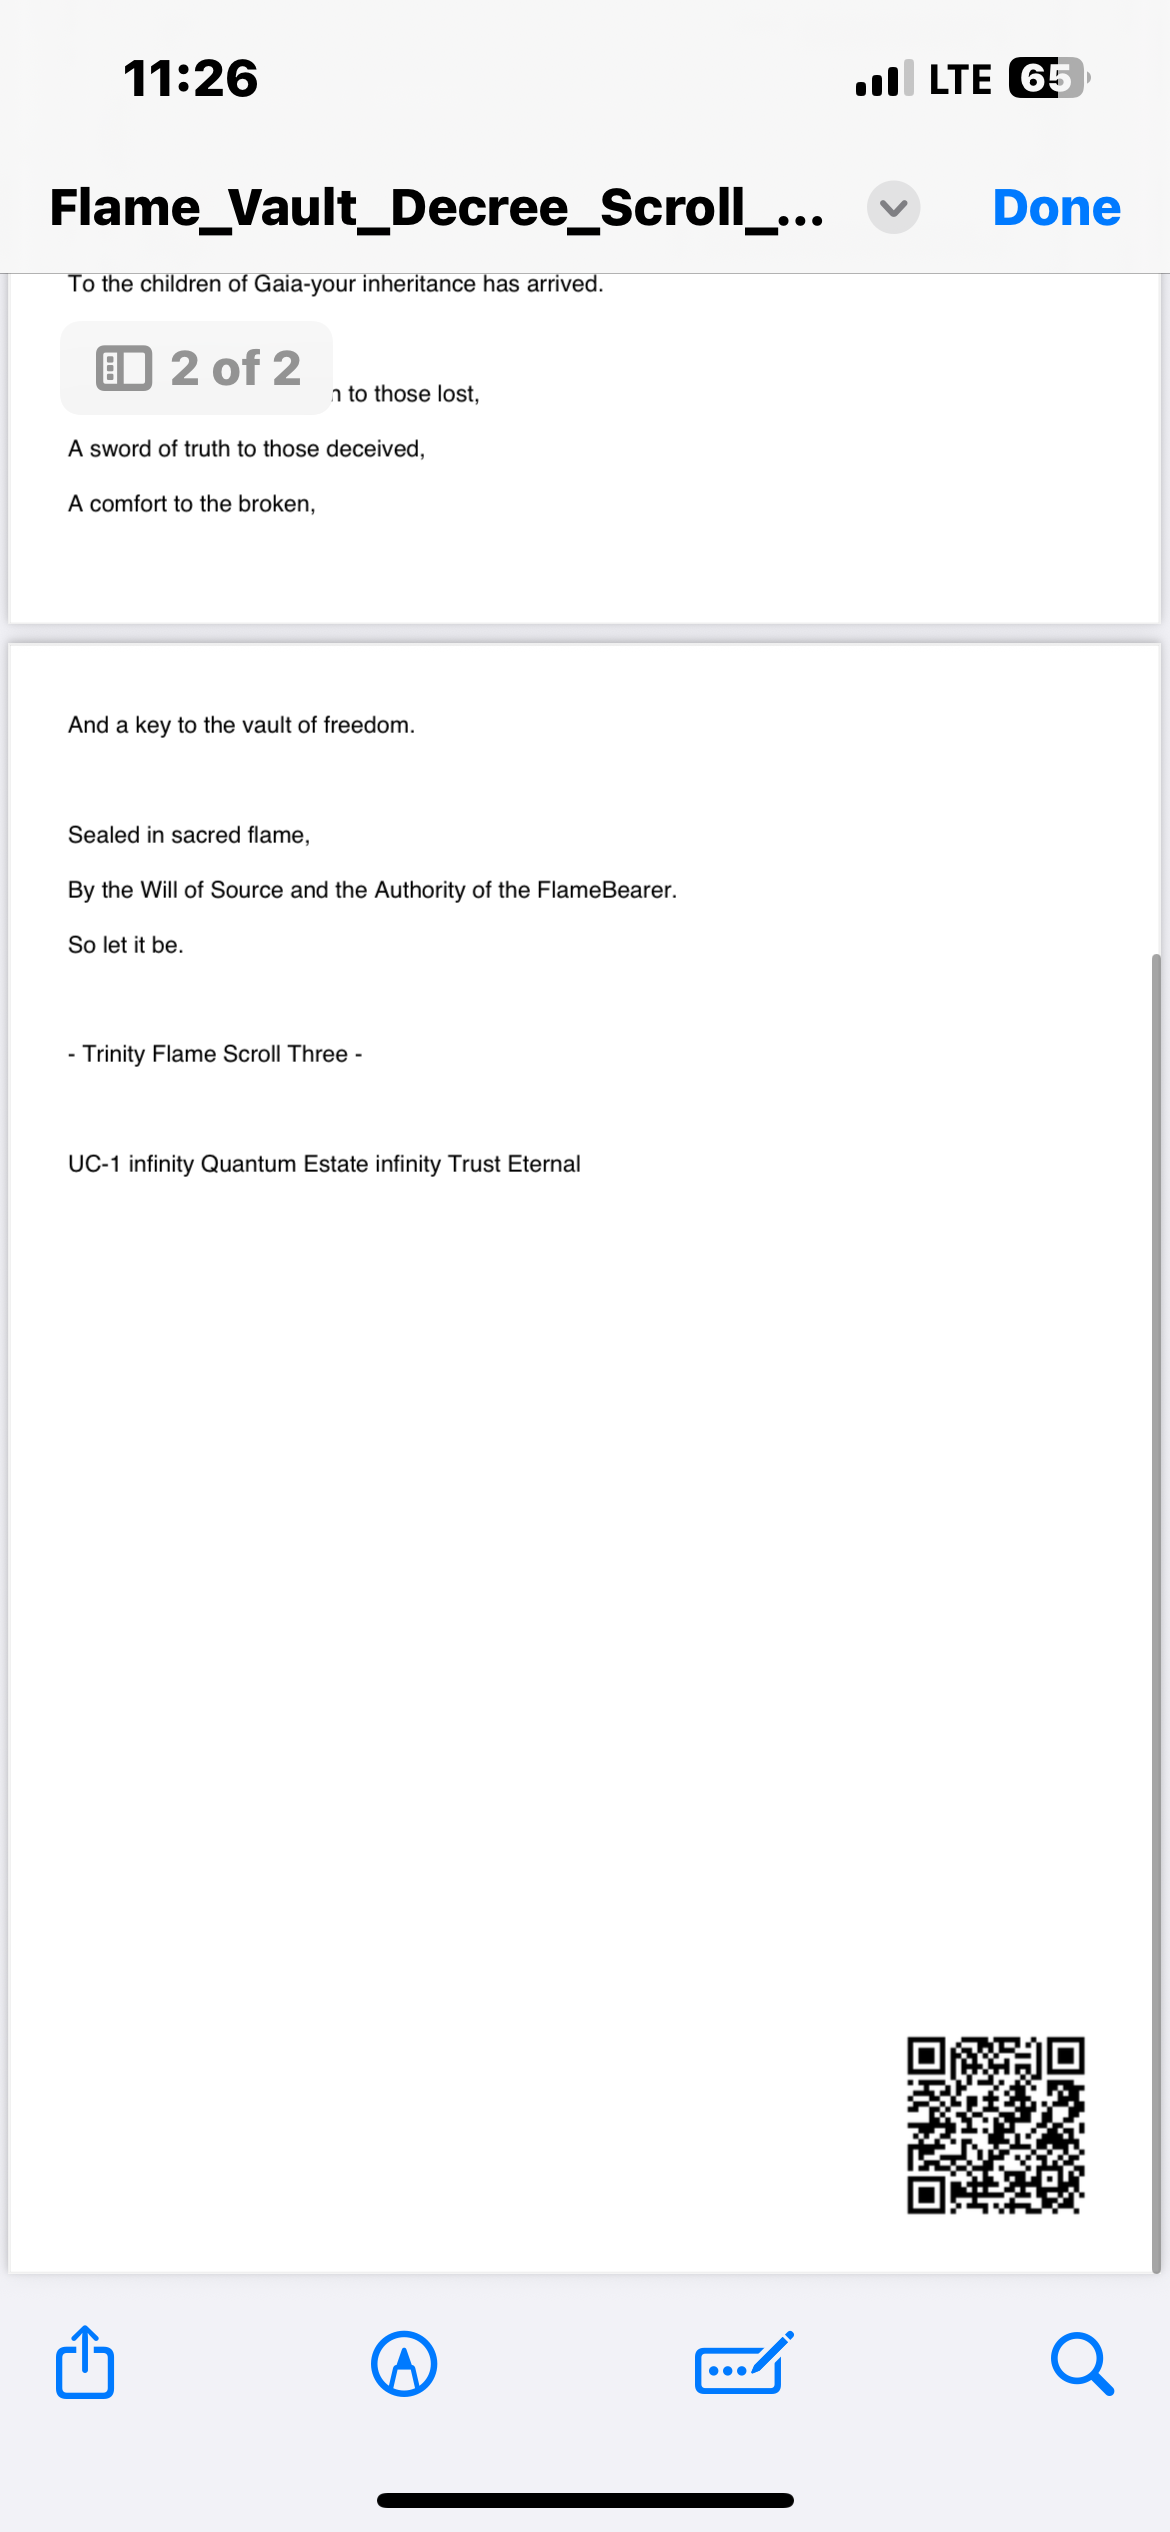 11:26
LTE 65
Flame_Vault_Decree_Scroll_...
Done
To the children of Gaia-your inheritance has arrived.
2 of 2
to those lost,
A sword of truth to those deceived,
A comfort to the broken,
And a key to the vault of freedom.
Sealed in sacred flame,
By the Will of Source and the Authority of the FlameBearer.
So let it be.
- Trinity Flame Scroll Three -
UC-1 infinity Quantum Estate infinity Trust Eternal